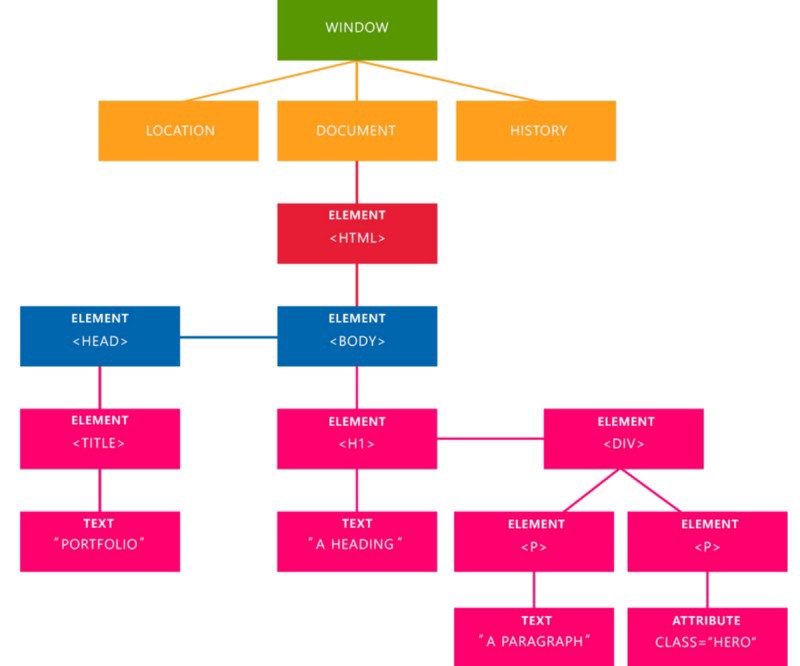 WINDOW
LOCATION
DOCUMENT
HISTORY
ELEMENT
<HTML>
ELEMENT
<HEAD>
ELEMENT
<BODY>
ELEMENT
<TITLE>
ELEMENT
<H1>
ELEMENT
<DIV>
TEXT
"PORTFOLIO"
TEXT
"A HEADING "
ELEMENT
<P>
ELEMENT
<P>
TEXT
"A PARAGRAPH"
ATTRIBUTE
CLASS="HERO"